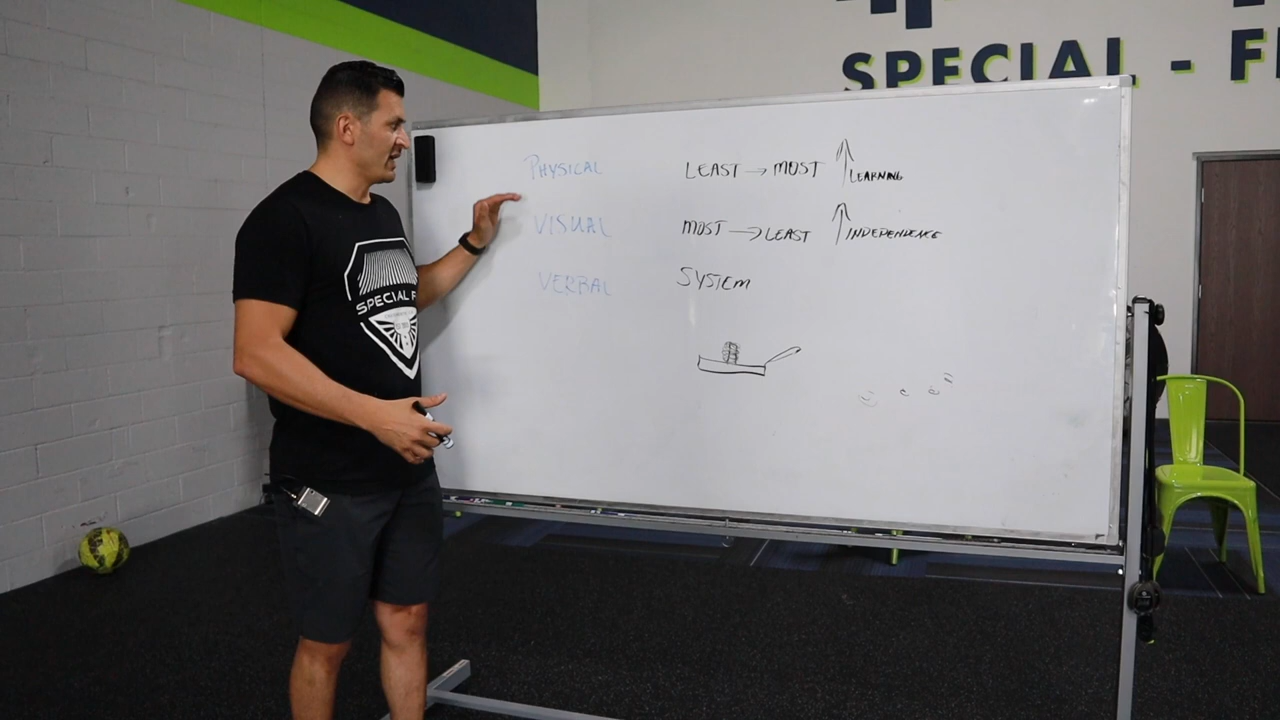 SPECIAL - F
PHYSICAL LEAST → MOST ↑ LEARNING
VISUAL MOST → LEAST ↑ INDEPENDENCE
VERBAL SYSTEM
SPECIAL F